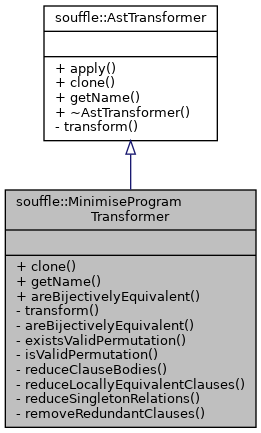 souffle::AstTransformer
+ apply()
+ clone()
+ getName()
+ ~AstTransformer()
- transform()
souffle::MinimiseProgram
Transformer
+ clone()
+ getName()
+ areBijectivelyEquivalent()
- transform()
- areBijectivelyEquivalent()
- existsValidPermutation()
- isValidPermutation()
- reduceClauseBodies()
- reduceLocallyEquivalentClauses()
- reduceSingletonRelations()
- removeRedundantClauses()